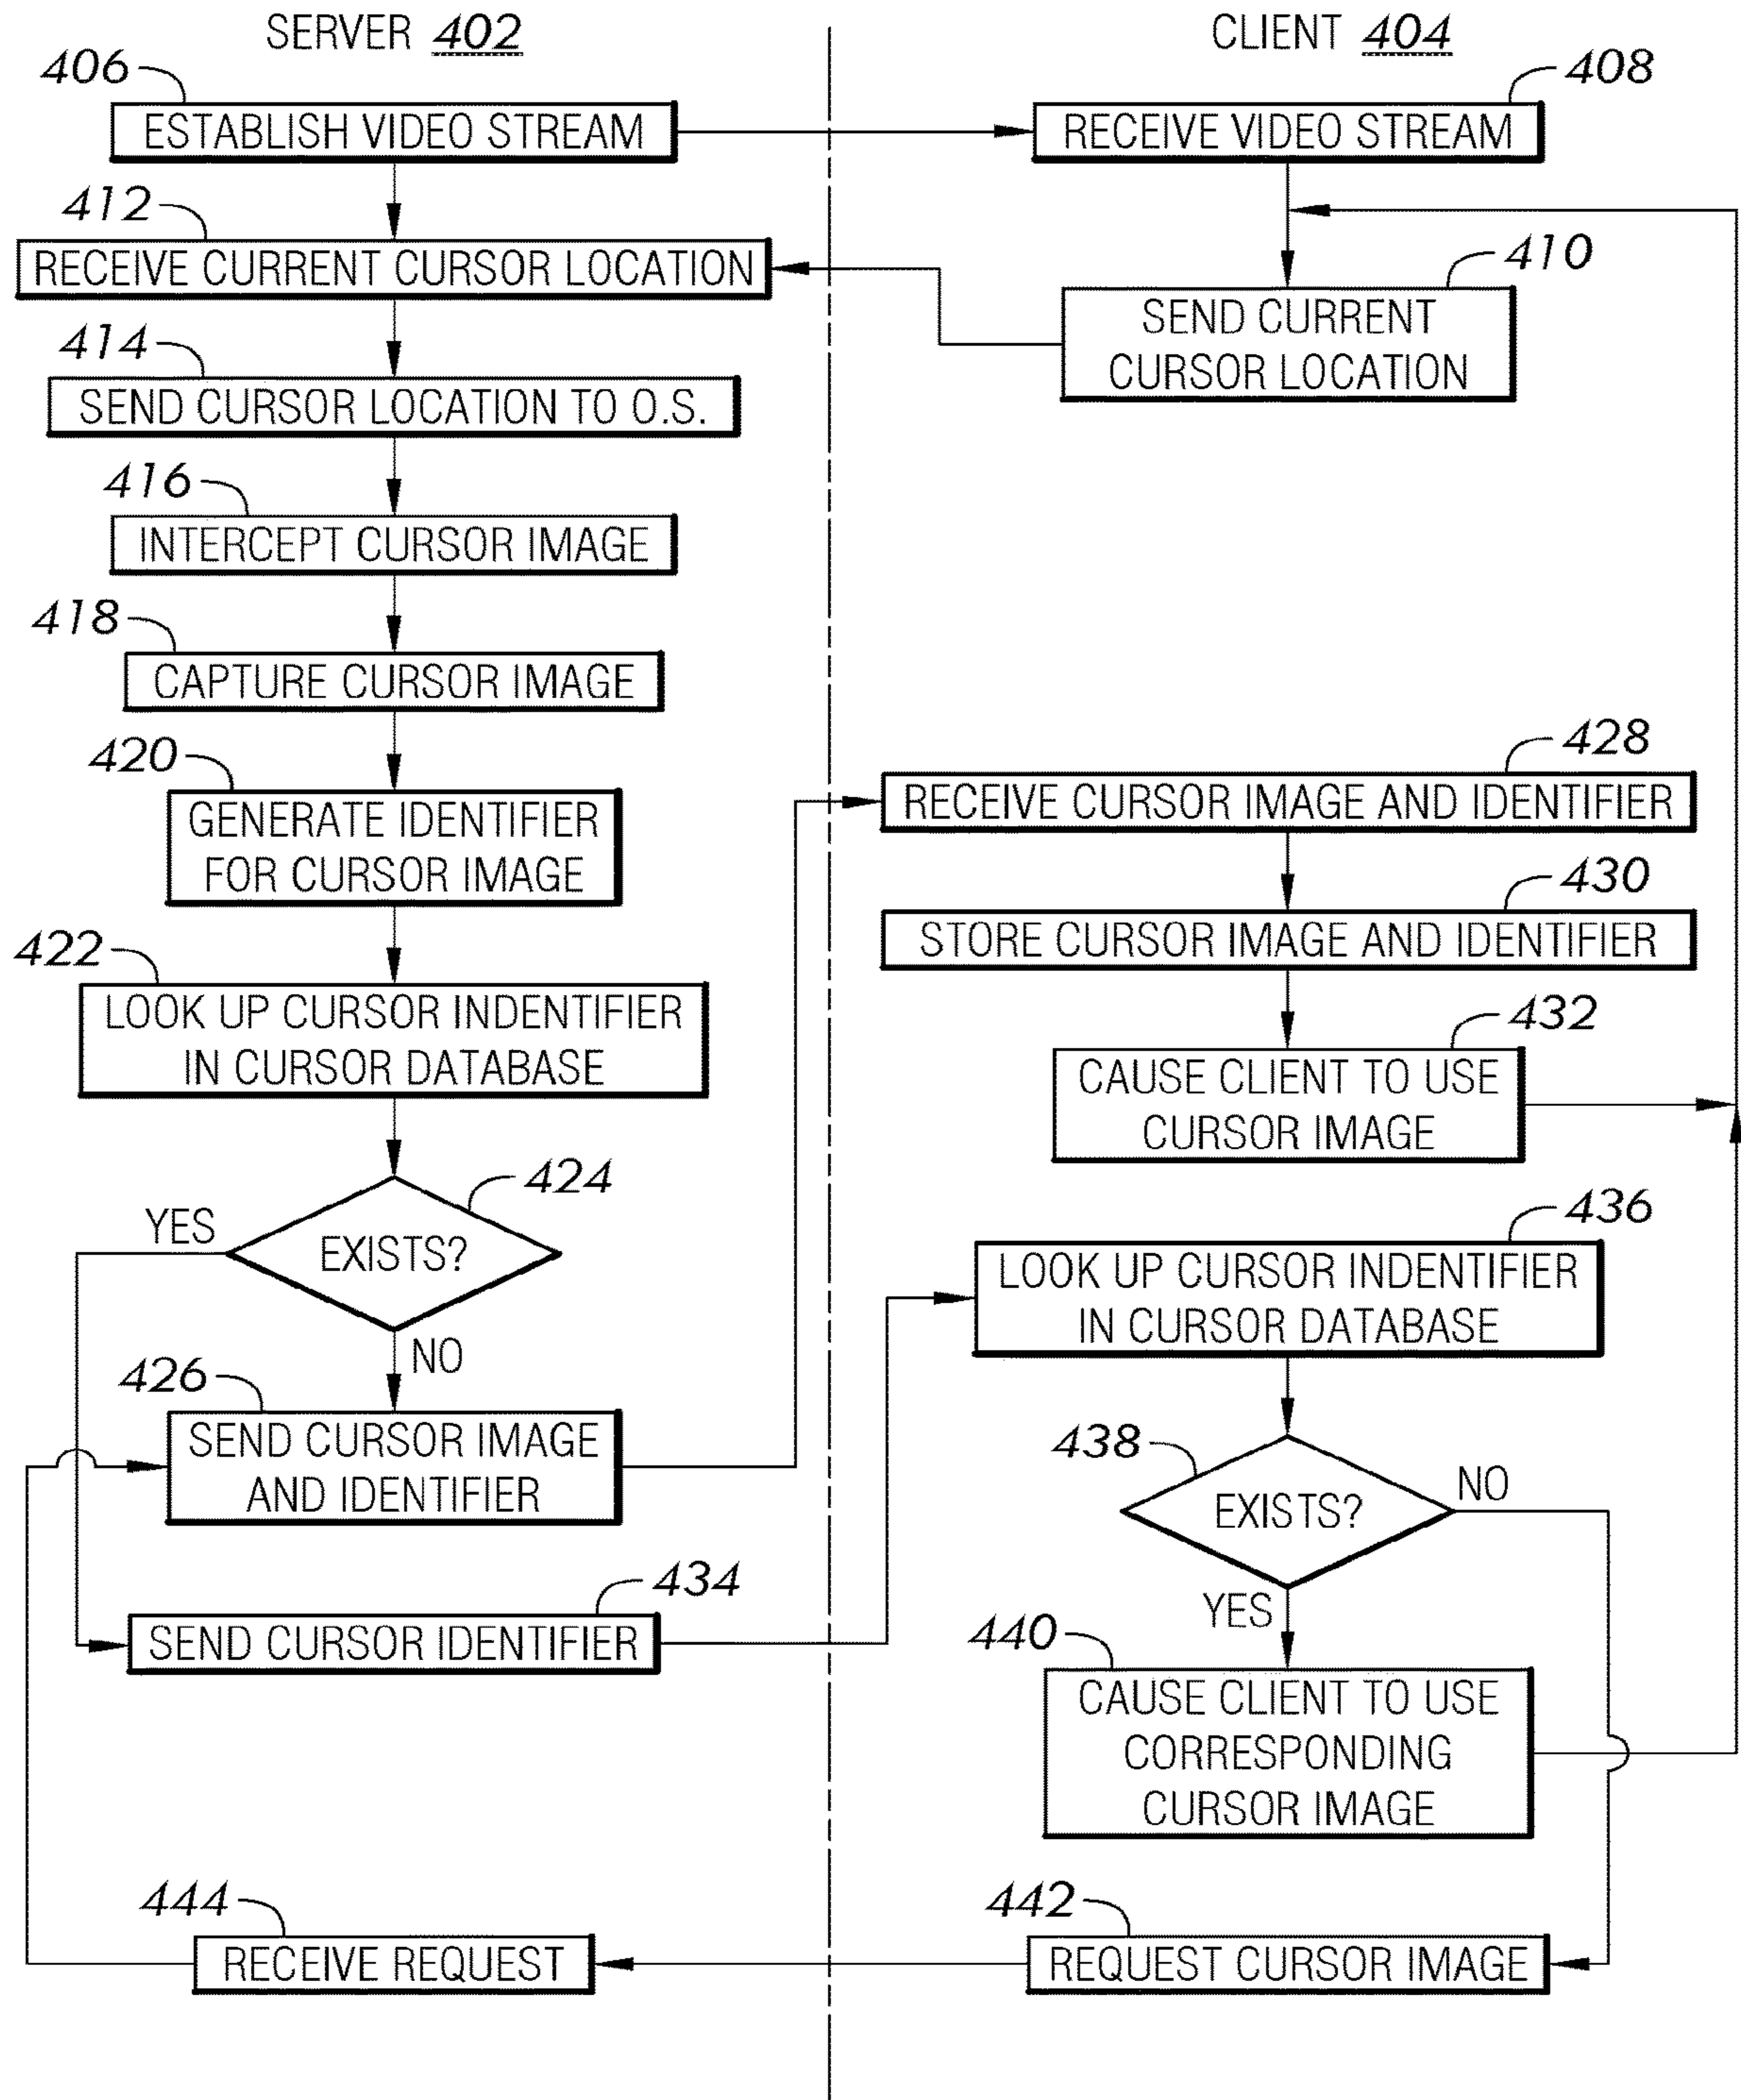 SERVER 402
CLIENT 404
406
ESTABLISH VIDEO STREAM
408
RECEIVE VIDEO STREAM
412
RECEIVE CURRENT CURSOR LOCATION
410
SEND CURRENT
CURSOR LOCATION
414
SEND CURSOR LOCATION TO O.S.
416
INTERCEPT CURSOR IMAGE
418
CAPTURE CURSOR IMAGE
420
GENERATE IDENTIFIER
FOR CURSOR IMAGE
428
RECEIVE CURSOR IMAGE AND IDENTIFIER
430
STORE CURSOR IMAGE AND IDENTIFIER
422
LOOK UP CURSOR INDENTIFIER
IN CURSOR DATABASE
432
CAUSE CLIENT TO USE
CURSOR IMAGE
424
YES
EXISTS?
NO
436
LOOK UP CURSOR INDENTIFIER
IN CURSOR DATABASE
426
SEND CURSOR IMAGE
AND IDENTIFIER
438
EXISTS?
NO
YES
434
SEND CURSOR IDENTIFIER
440
CAUSE CLIENT TO USE
CORRESPONDING
CURSOR IMAGE
444
RECEIVE REQUEST
442
REQUEST CURSOR IMAGE